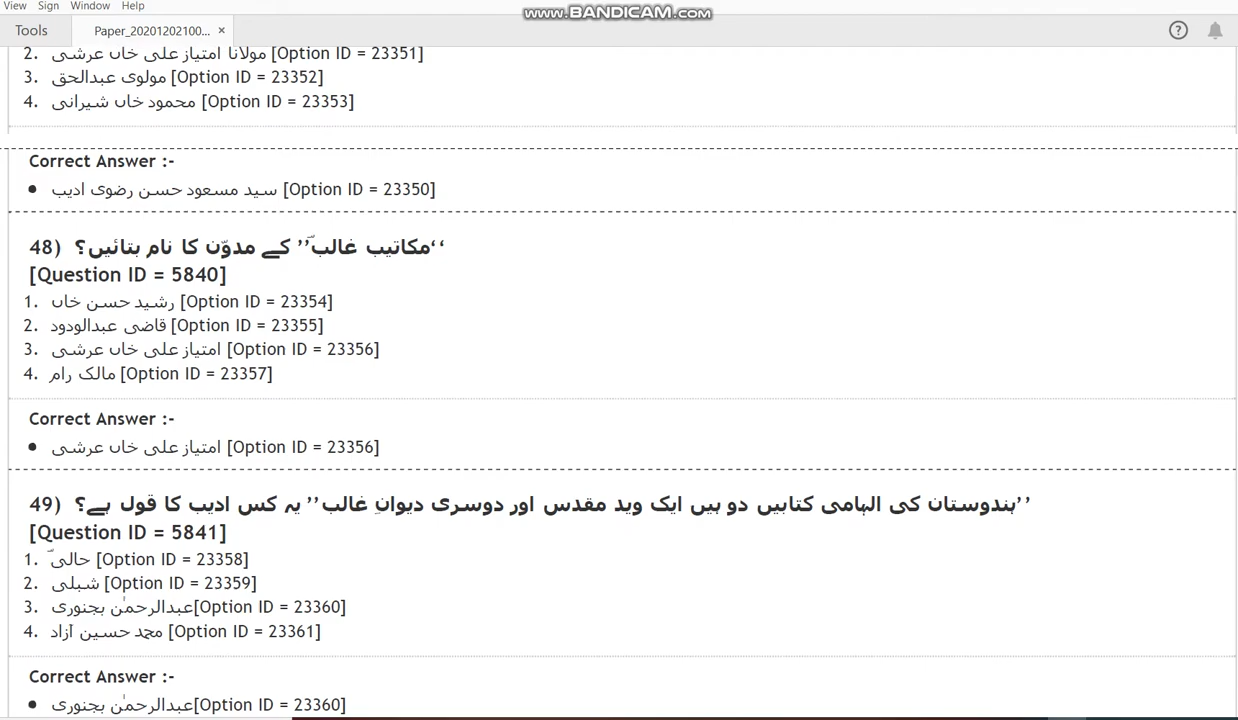 View Sign Window Help
www.BANDICAM.com
Tools Paper_20201202100... ×
2. مولانا امتیاز علی خاں عرشی [Option ID = 23351]
3. مولوی عبدالحق [Option ID = 23352]
4. محمود خاں شیرانی [Option ID = 23353]
Correct Answer :-
• سید مسعود حسن رضوی ادیب [Option ID = 23350]
48) ‘‘مکاتیب غالبؔ’’ کے مدوّن کا نام بتائیں؟
[Question ID = 5840]
1. رشید حسن خاں [Option ID = 23354]
2. قاضی عبدالودود [Option ID = 23355]
3. امتیاز علی خاں عرشی [Option ID = 23356]
4. مالک رام [Option ID = 23357]
Correct Answer :-
• امتیاز علی خاں عرشی [Option ID = 23356]
49) ’’ہندوستان کی الہامی کتابیں دو ہیں ایک وید مقدس اور دوسری دیوانِ غالب’’ یہ کس ادیب کا قول ہے؟
[Question ID = 5841]
1. حالیؔ [Option ID = 23358]
2. شبلی [Option ID = 23359]
3. عبدالرحمٰن بجنوری[Option ID = 23360]
4. محمد حسین آزاد [Option ID = 23361]
Correct Answer :-
• عبدالرحمٰن بجنوری[Option ID = 23360]